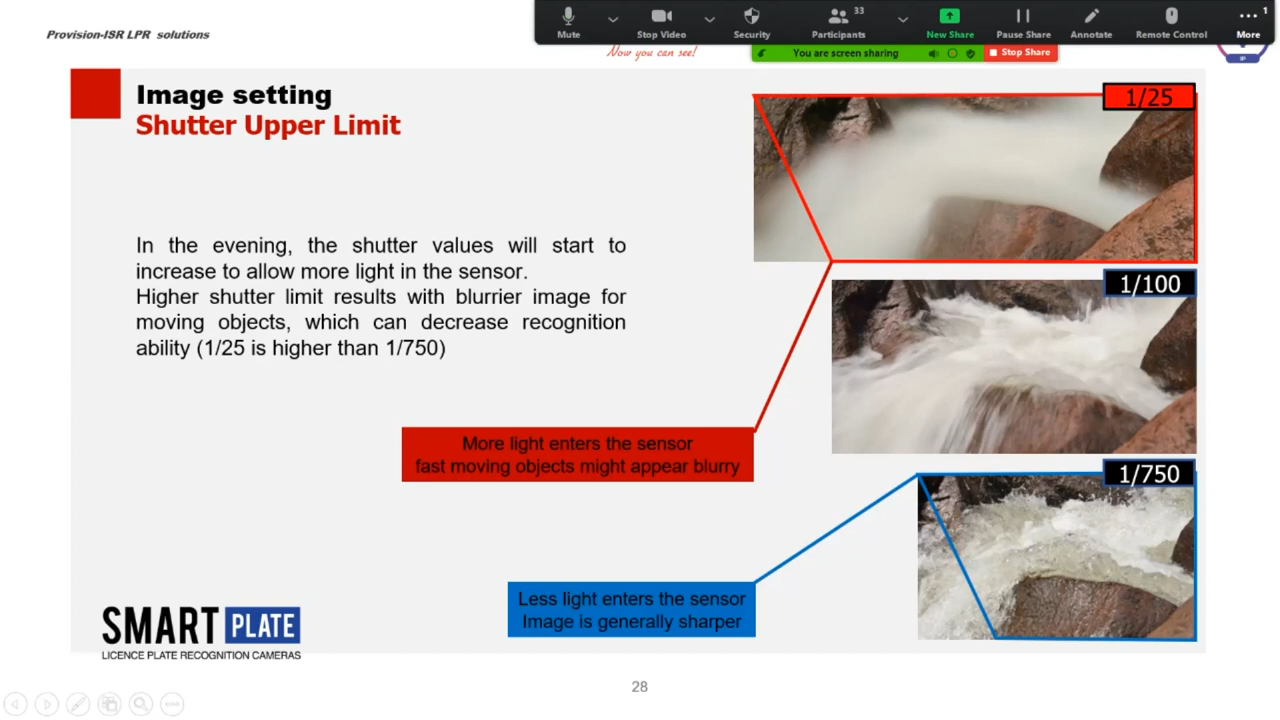 Provision-ISR LPR solutions
Mute
Stop Video
Security
33
Participants
New Share
Pause Share
Annotate
Remote Control
1
More
Now you can see!
You are screen sharing
Stop Share
IP
Image setting
Shutter Upper Limit
In the evening, the shutter values will start to
increase to allow more light in the sensor.
Higher shutter limit results with blurrier image for
moving objects, which can decrease recognition
ability (1/25 is higher than 1/750)
1/25
1/100
More light enters the sensor
fast moving objects might appear blurry
1/750
Less light enters the sensor
Image is generally sharper
SMART PLATE
LICENCE PLATE RECOGNITION CAMERAS
28